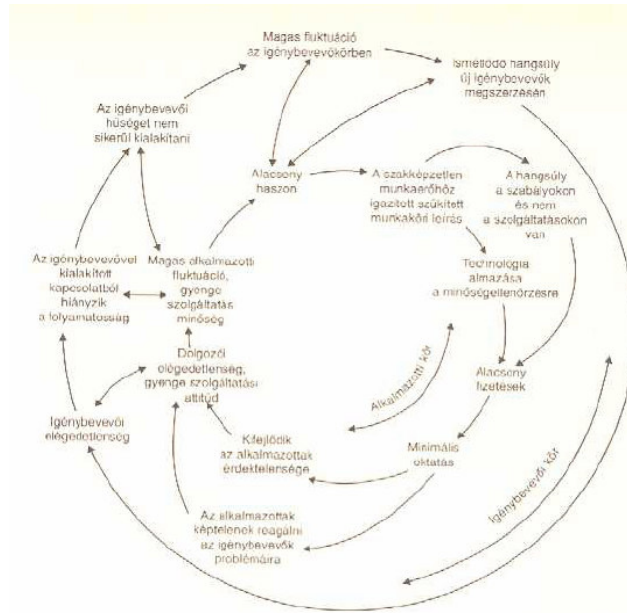 Magas fluktuáció
az igénybevevőkörben
Ismétlődő hangsúly
új igénybevevők
megszerzésén
Az igénybevevői
hűséget nem
sikerül kialakítani
Alacsony
haszon
A szakképzetlen
munkaerőhöz
igazított szűkített
munkaköri leírás
A hangsúly
a szabályokon
és nem
a szolgáltatásokon
van
Az igénybevevővel
kialakított
kapcsolatból
hiányzik
a folyamatosság
Magas alkalmazotti
fluktuáció,
gyenge
szolgáltatás
minőség
Technológia
almazása
a minőségellenőrzésre
Dolgozói
elégedetlenség,
gyenge szolgáltatási
attitűd
Alacsony
fizetések
Alkalmazotti kör
Igénybevevői
elégedetlenség
Kifejlődik
az alkalmazottak
érdektelensége
Minimális
oktatás
Igénybevevői kör
Az alkalmazottak
képtelenek reagálni
az igénybevevők
problémáira